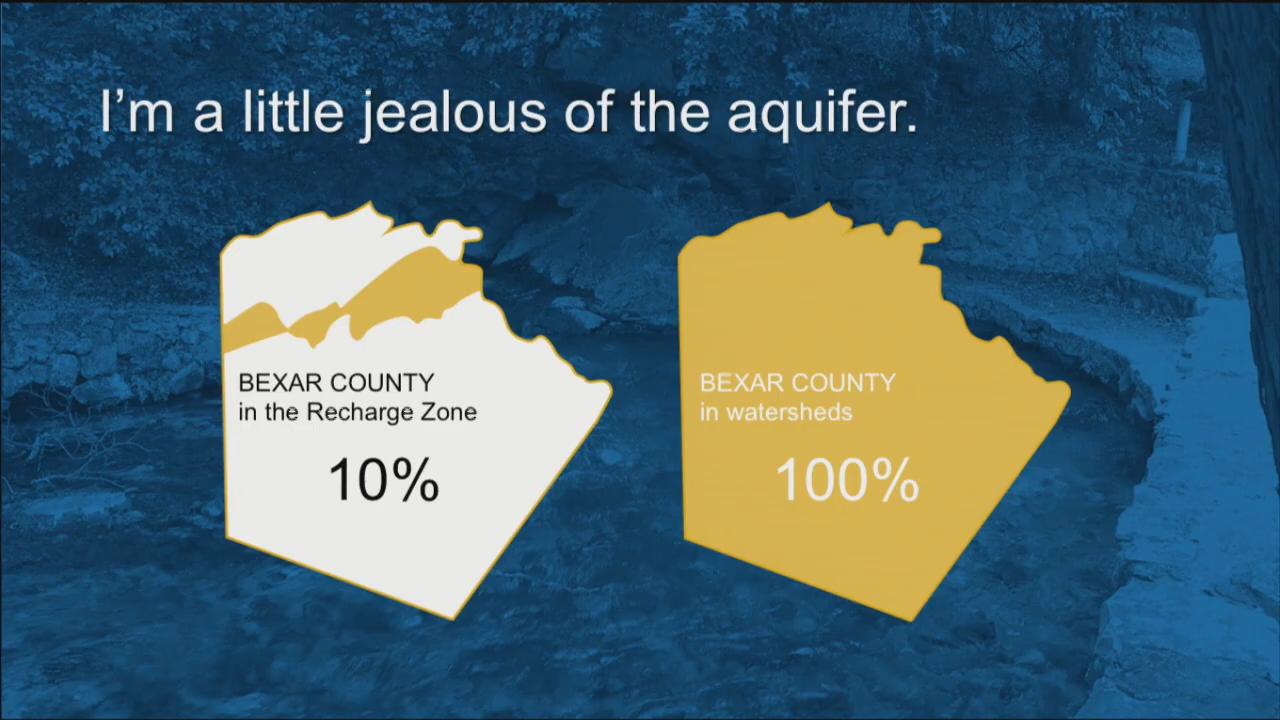 I'm a little jealous of the aquifer.
BEXAR COUNTY
in the Recharge Zone
10%
BEXAR COUNTY
in watersheds
100%